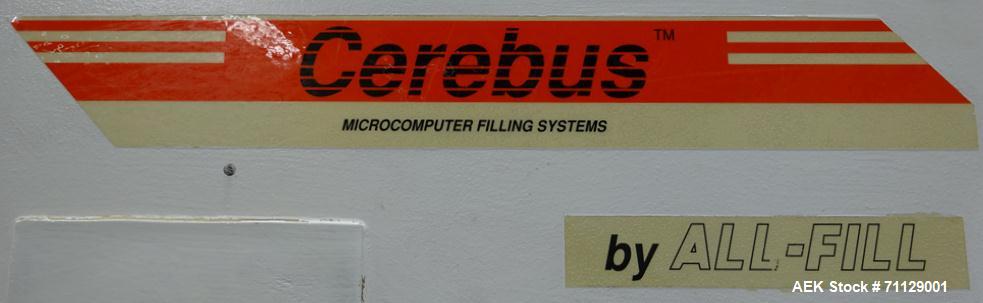 Cerebus™
MICROCOMPUTER FILLING SYSTEMS
by ALL-FILL
AEK Stock # 71129001